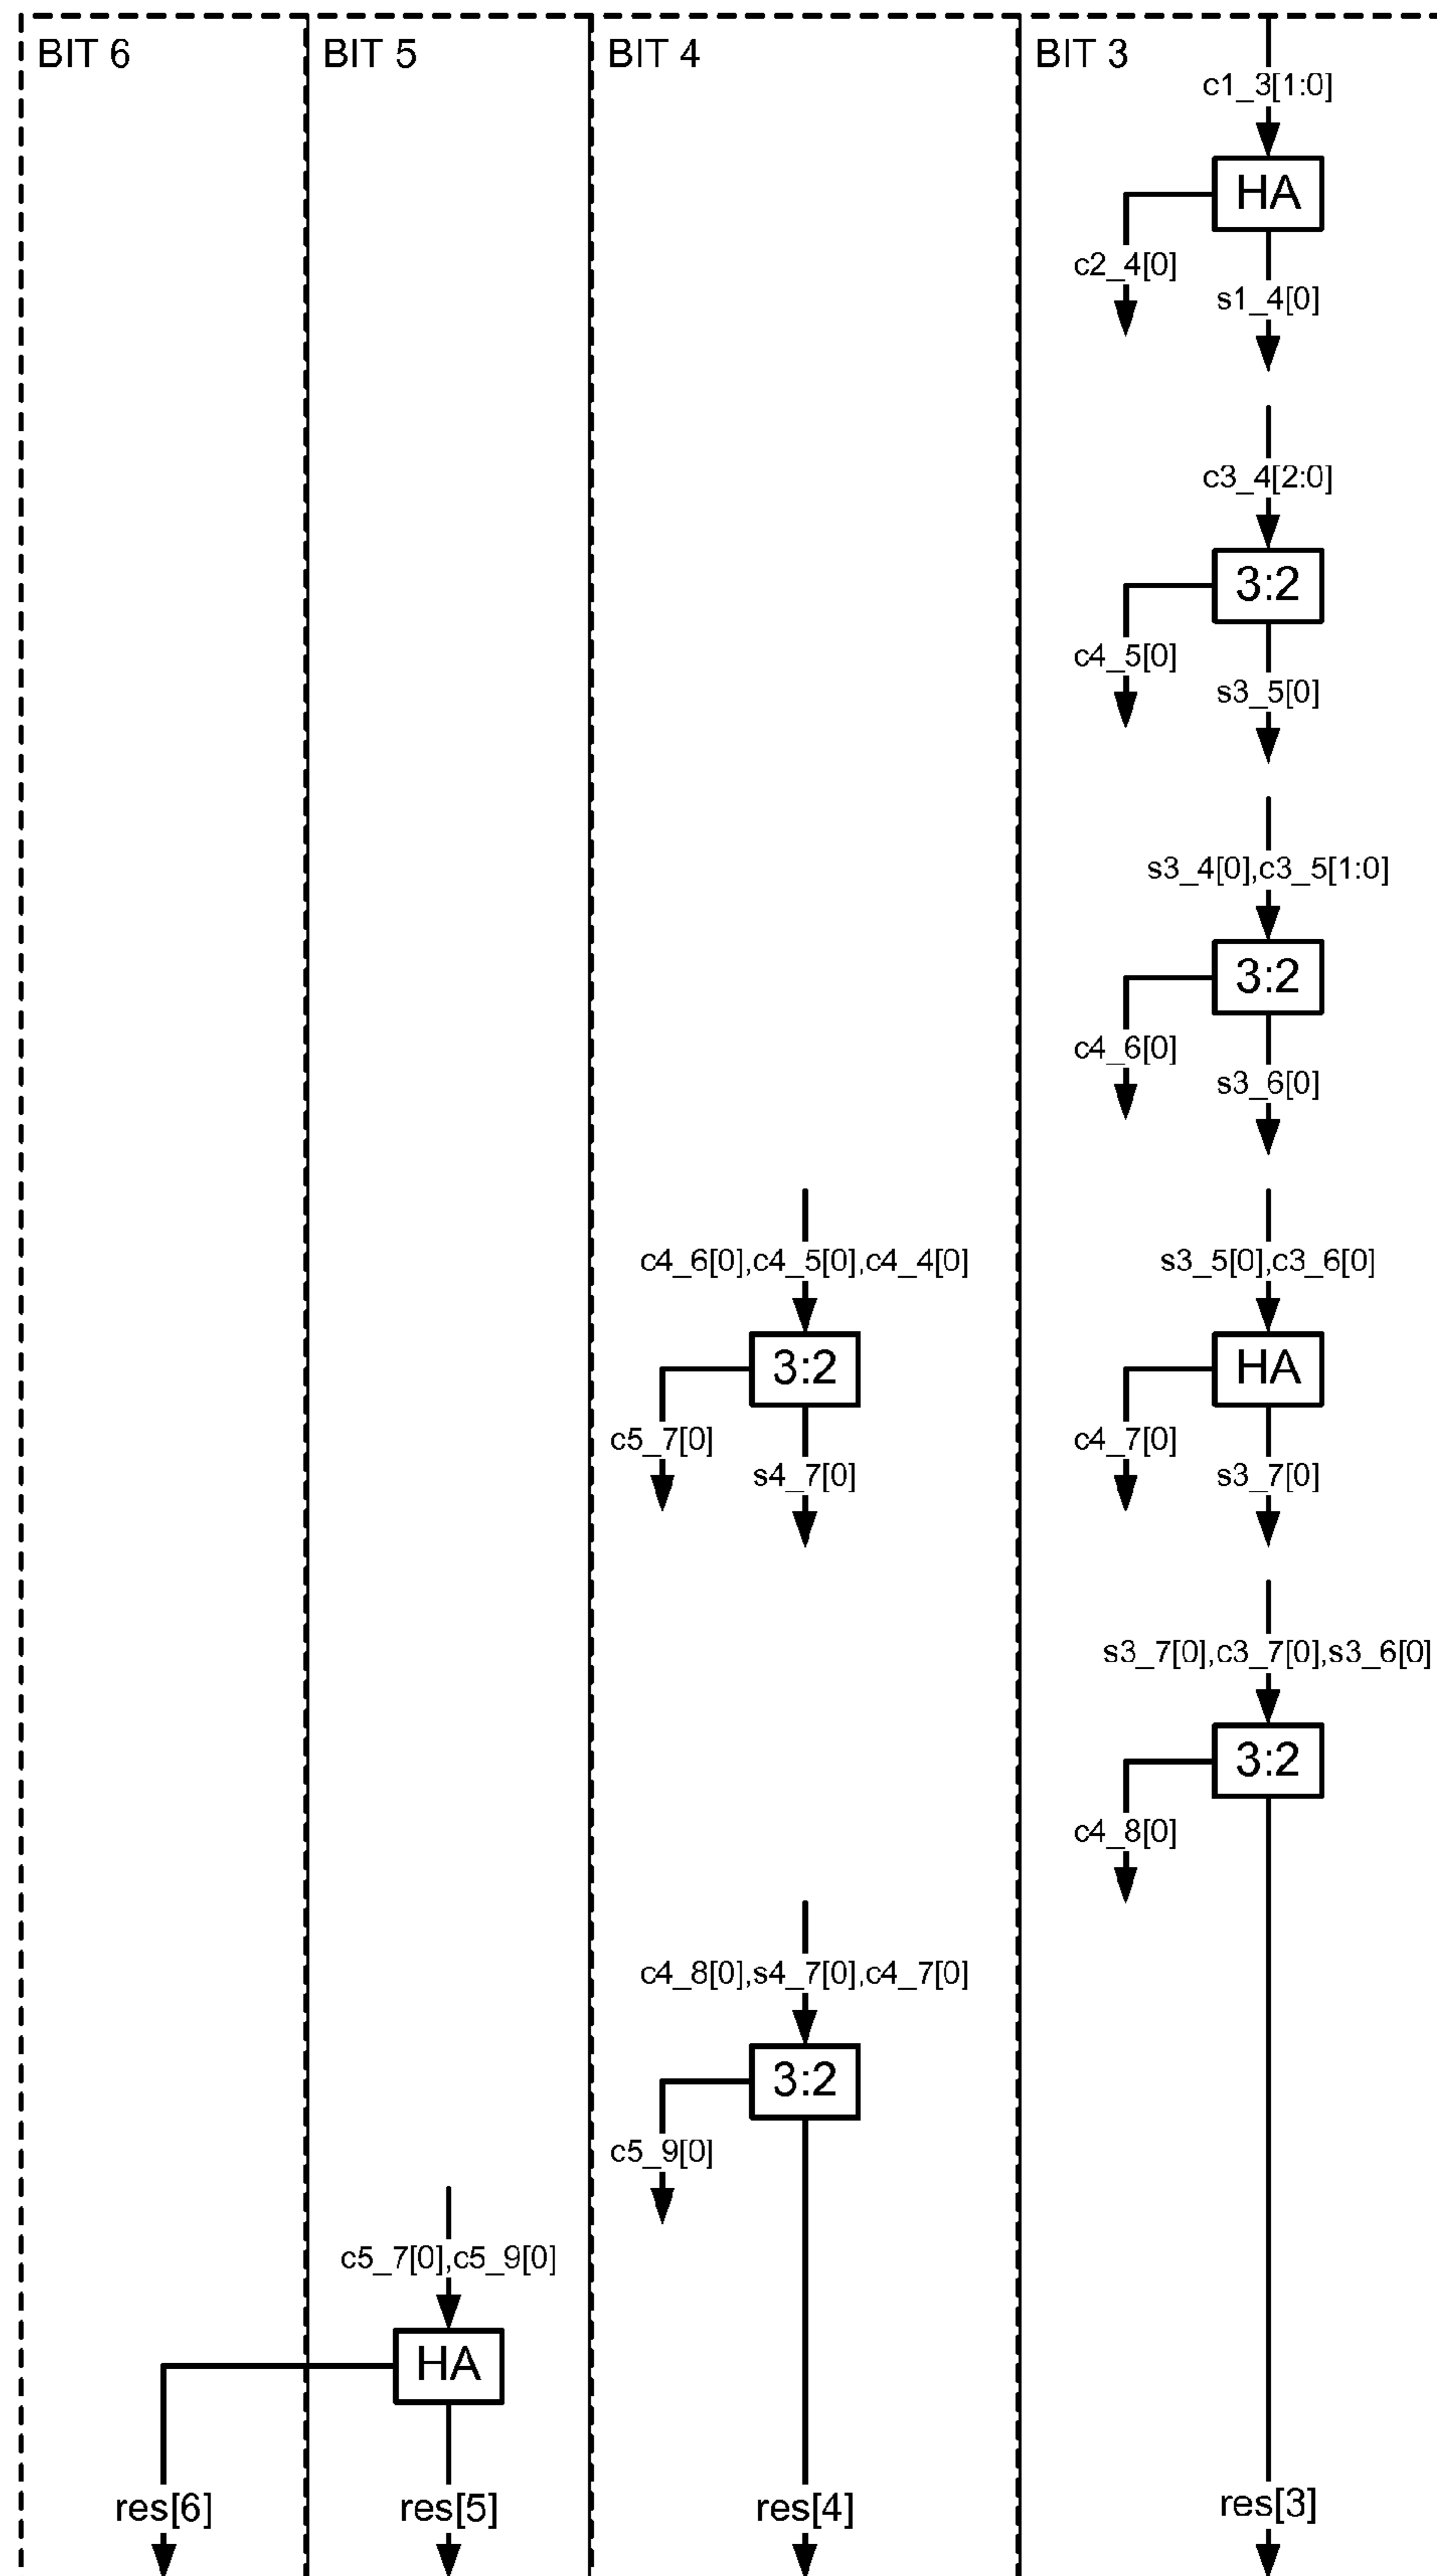 BIT 6
BIT 5
BIT 4
BIT 3
c1_3[1:0]
HA
c2_4[0]
s1_4[0]
c3_4[2:0]
3:2
c4_5[0]
s3_5[0]
s3_4[0],c3_5[1:0]
3:2
c4_6[0]
s3_6[0]
c4_6[0],c4_5[0],c4_4[0]
s3_5[0],c3_6[0]
3:2
HA
c5_7[0]
s4_7[0]
c4_7[0]
s3_7[0]
s3_7[0],c3_7[0],s3_6[0]
3:2
c4_8[0]
c4_8[0],s4_7[0],c4_7[0]
3:2
c5_9[0]
c5_7[0],c5_9[0]
HA
res[6]
res[5]
res[4]
res[3]